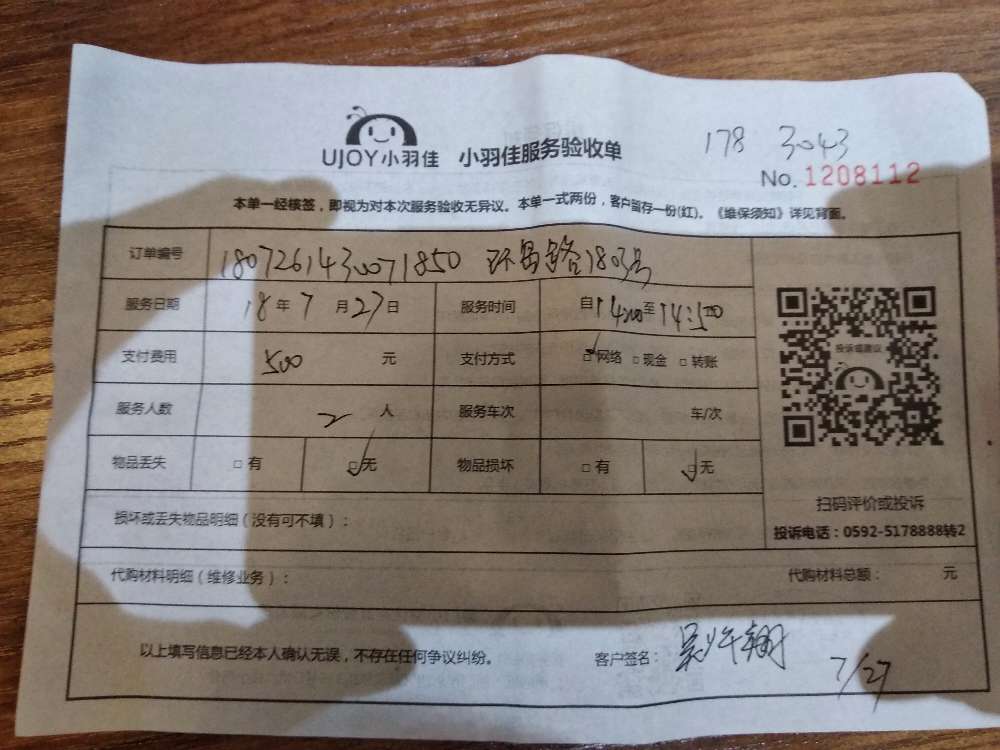 UJOY小羽佳 小羽佳服务验收单
178 3043
No. 1208112
本单一经核签，即视为对本次服务验收无异议。本单一式两份，客户留存一份(红)。《维保须知》详见背面。
订单编号 1807261430071850 环岛路1803号
服务日期 18年7月27日 服务时间 自14:00至14:50
支付费用 500元 支付方式 网络 现金 转账
服务人数 2人 服务车次 车/次
物品丢失 有 无 物品损坏 有 无
投诉或建议
扫码评价或投诉
投诉电话：0592-5178888转2
损坏或丢失物品明细（没有可不填）：
代购材料明细（维修业务）： 代购材料总额： 元
以上填写信息已经本人确认无误，不存在任何争议纠纷。 客户签名：
7/27